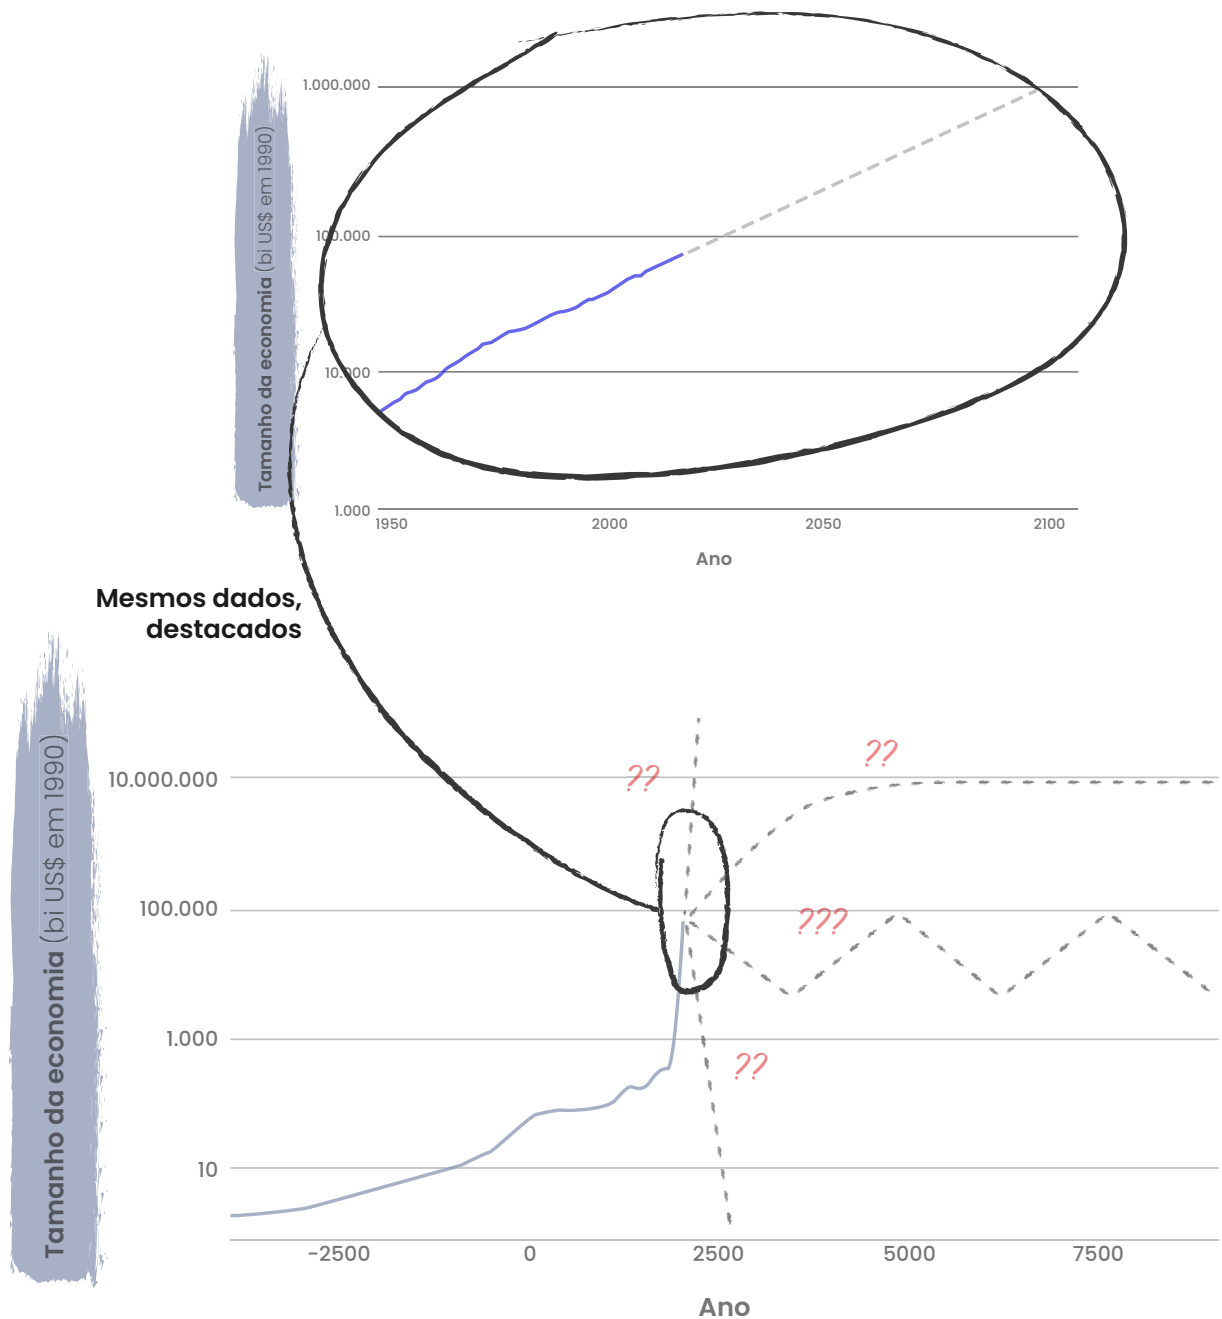 Tamanho da economia (bi US$ em 1990)
1.000.000
100.000
10.000
1.000
1950 2000 2050 2100
Ano
Mesmos dados,
destacados
Tamanho da economia (bi US$ em 1990)
10.000.000
100.000
1.000
10
?? ??
???
??
-2500 0 2500 5000 7500
Ano